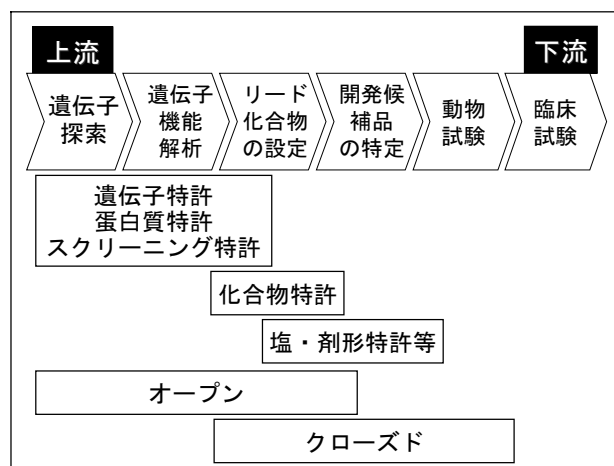 上流
下流
遺伝子
探索
遺伝子
機能
解析
リード
化合物
の設定
開発候
補品
の特定
動物
試験
臨床
試験
遺伝子特許
蛋白質特許
スクリーニング特許
化合物特許
塩・剤形特許等
オープン
クローズド